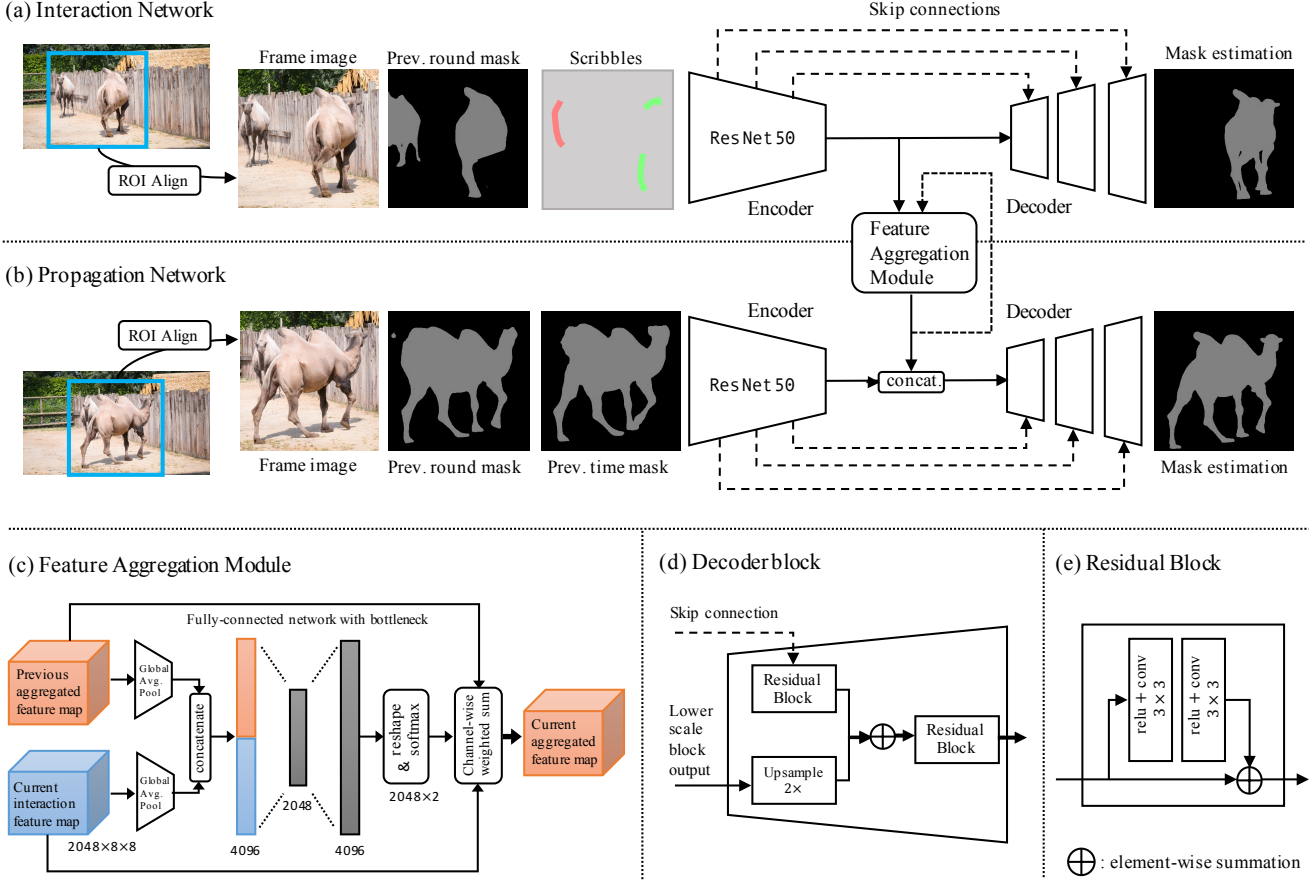 (a) Interaction Network
Skip connections
Frame image
Prev. round mask
Scribbles
Mask estimation
ROI Align
ResNet50
Encoder
Decoder
Feature
Aggregation
Module
(b) Propagation Network
ROI Align
Encoder
Decoder
ResNet50
concat.
Frame image
Prev. round mask
Prev. time mask
Mask estimation
(c) Feature Aggregation Module
Fully-connected network with bottleneck
Previous
aggregated
feature map
Global
Avg.
Pool
concatenate
Current
interaction
feature map
Global
Avg.
Pool
2048×8×8
4096
2048
4096
reshape
& softmax
2048×2
Channel-wise
weighted sum
Current
aggregated
feature map
(d) Decoder block
Skip connection
Residual
Block
Lower
scale
block
output
Upsample
2×
Residual
Block
(e) Residual Block
relu + conv
3 × 3
relu + conv
3 × 3
: element-wise summation